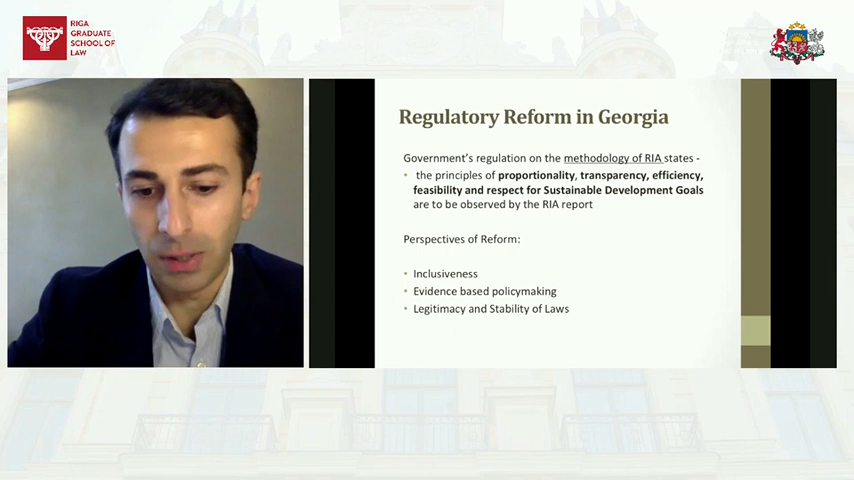 RIGA
GRADUATE
SCHOOL OF
LAW
Regulatory Reform in Georgia
Government’s regulation on the methodology of RIA states -
• the principles of proportionality, transparency, efficiency,
feasibility and respect for Sustainable Development Goals
are to be observed by the RIA report
Perspectives of Reform:
• Inclusiveness
• Evidence based policymaking
• Legitimacy and Stability of Laws